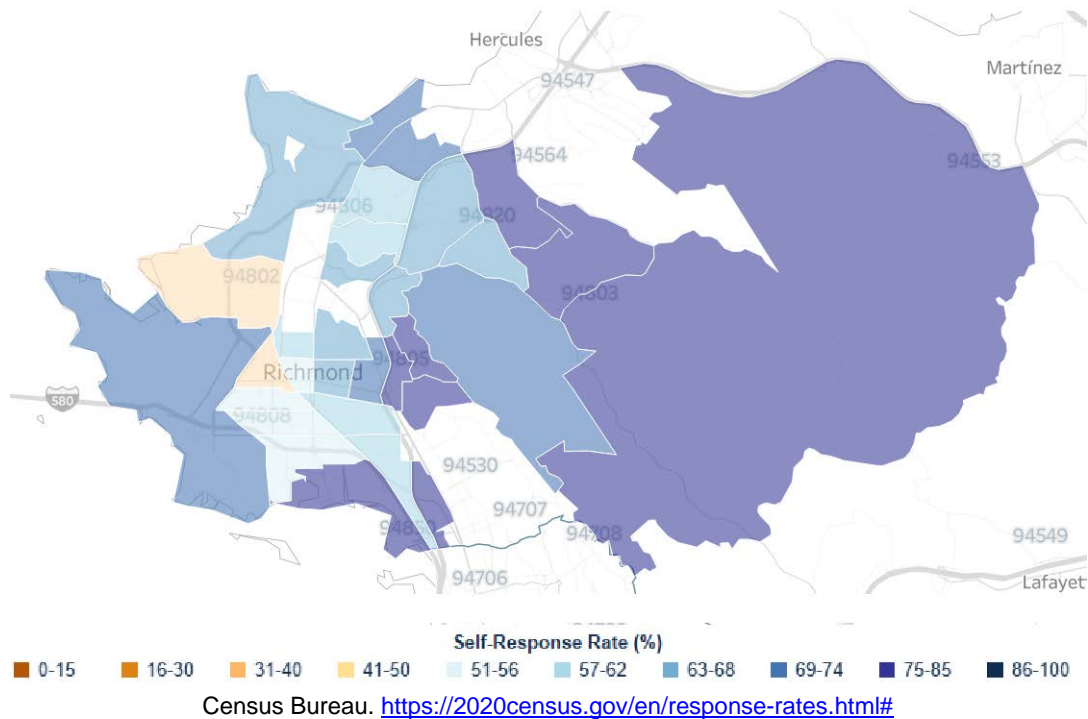 Hercules
94547
Martínez
94564
94553
94806
94820
94802
94803
94805
Richmond
580
94808
94530
94707
94850
94708
94549
94706
Lafayett
Self-Response Rate (%)
0-15 16-30 31-40 41-50 51-56 57-62 63-68 69-74 75-85 86-100
Census Bureau. https://2020census.gov/en/response-rates.html#